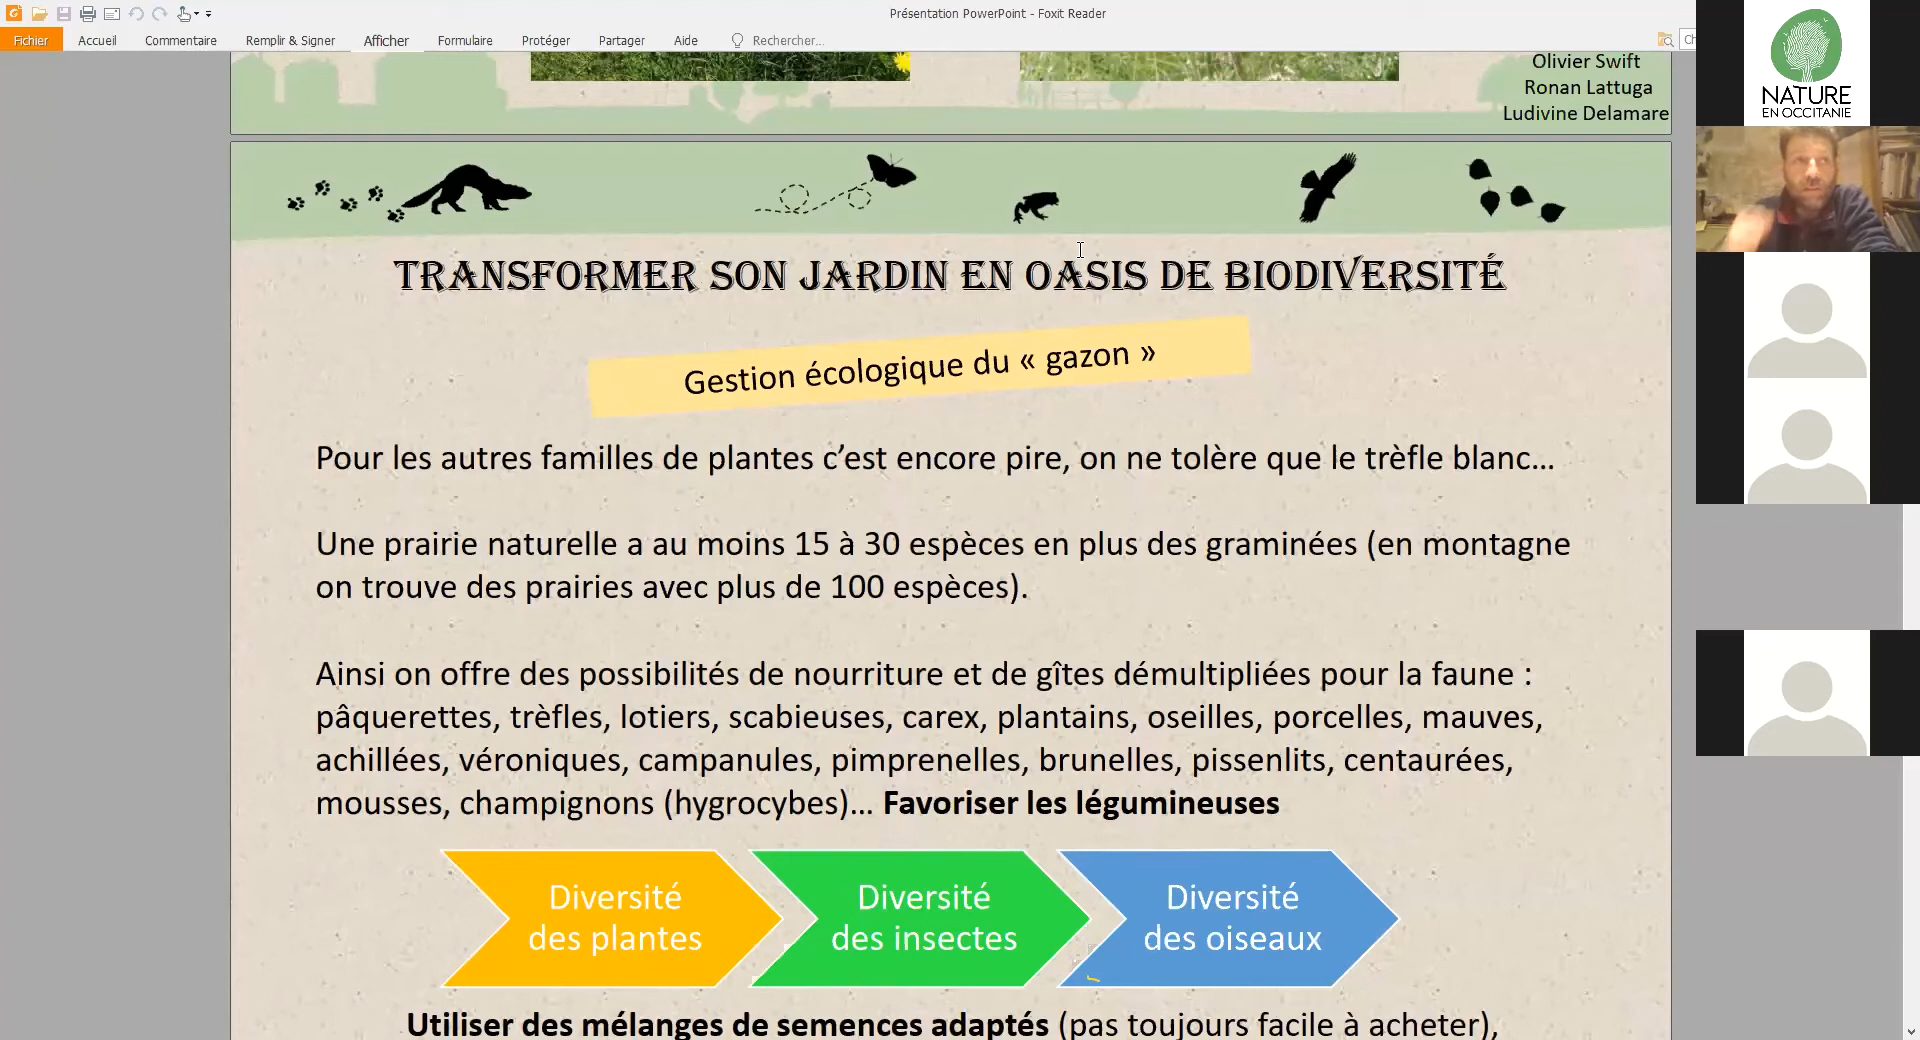 Présentation PowerPoint - Foxit Reader
Fichier Accueil Commentaire Remplir & Signer Afficher Formulaire Protéger Partager Aide Rechercher...
Olivier Swift
Ronan Lattuga
Ludivine Delamare
NATURE
EN OCCITANIE
TRANSFORMER SON JARDIN EN OASIS DE BIODIVERSITÉ
Gestion écologique du « gazon »
Pour les autres familles de plantes c’est encore pire, on ne tolère que le trèfle blanc…
Une prairie naturelle a au moins 15 à 30 espèces en plus des graminées (en montagne
on trouve des prairies avec plus de 100 espèces).
Ainsi on offre des possibilités de nourriture et de gîtes démultipliées pour la faune :
pâquerettes, trèfles, lotiers, scabieuses, carex, plantains, oseilles, porcelles, mauves,
achillées, véroniques, campanules, pimprenelles, brunelles, pissenlits, centaurées,
mousses, champignons (hygrocybes)… Favoriser les légumineuses
Diversité
des plantes
Diversité
des insectes
Diversité
des oiseaux
Utiliser des mélanges de semences adaptés (pas toujours facile à acheter),